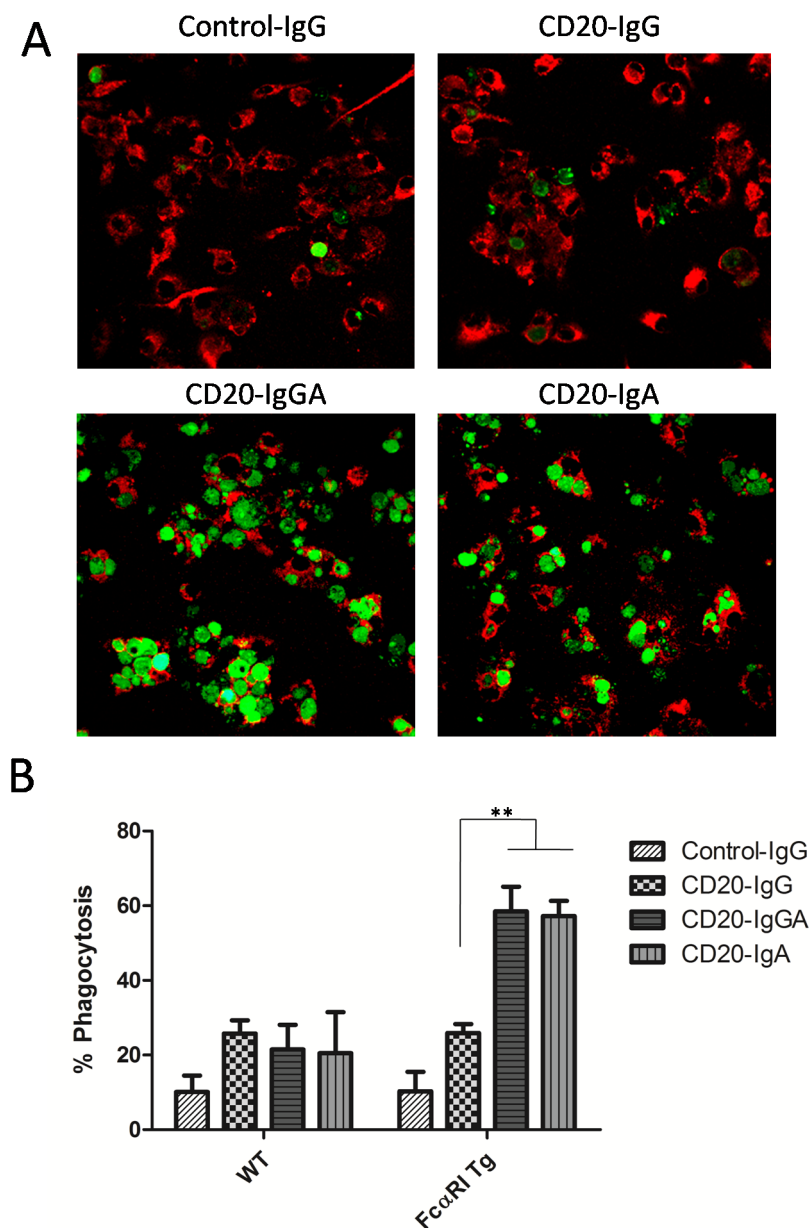 A
Control-IgG
CD20-IgG
CD20-IgGA
CD20-IgA
B
% Phagocytosis
80
60
40
20
0
WT
FcαRI Tg
**
Control-IgG
CD20-IgG
CD20-IgGA
CD20-IgA